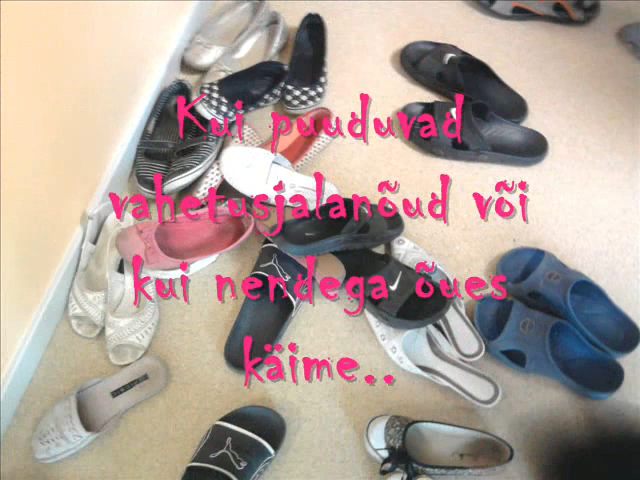 Kui puuduvad
vahetusjalanõud või
kui nendega õues
käime..